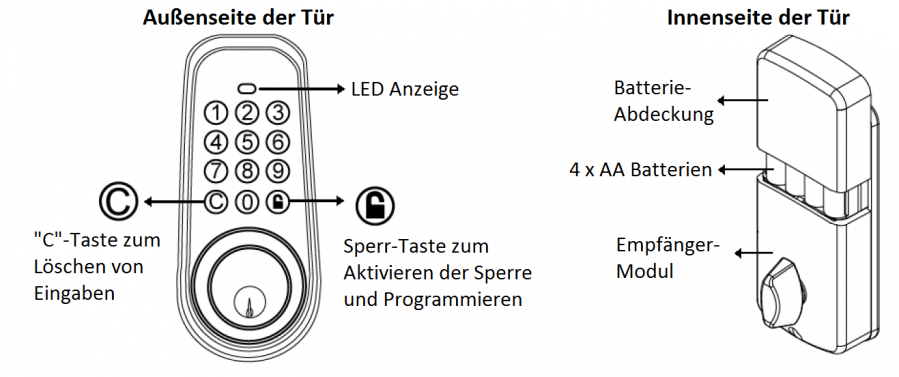 Außenseite der Tür
LED Anzeige
1 2 3
4 5 6
7 8 9
C 0
C
"C"-Taste zum
Löschen von
Eingaben
Sperr-Taste zum
Aktivieren der Sperre
und Programmieren
Innenseite der Tür
Batterie-
Abdeckung
4 x AA Batterien
Empfänger-
Modul